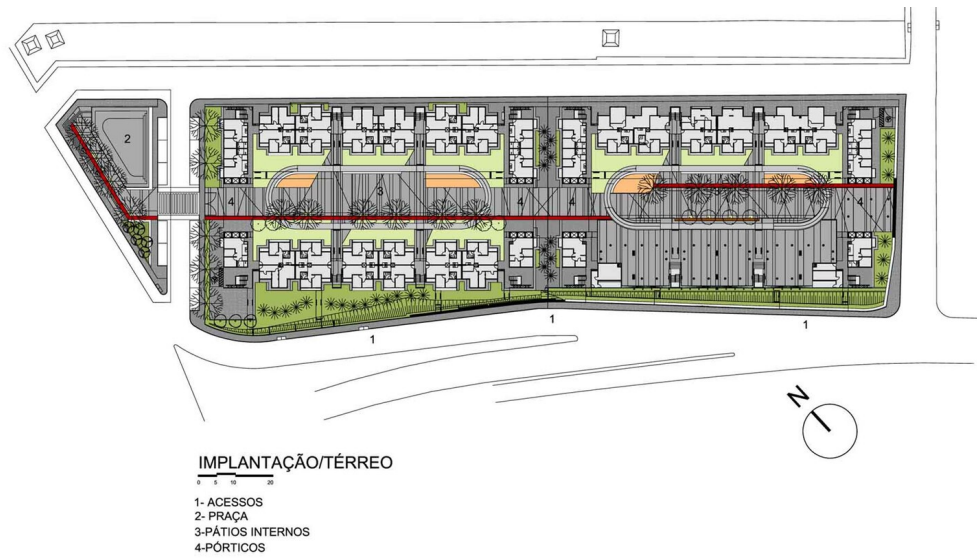 2
3
4
4
4
4
4
1
1
1
N
IMPLANTAÇÃO/TÉRREO
0 5 10 20
1- ACESSOS
2- PRAÇA
3-PÁTIOS INTERNOS
4-PÓRTICOS